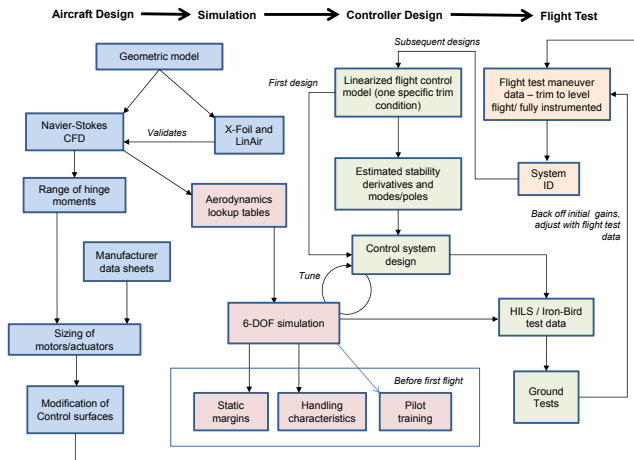 Aircraft Design
Simulation
Controller Design
Flight Test
Geometric model
Navier-Stokes
CFD
Validates
X-Foil and
LinAir
Range of hinge
moments
Manufacturer
data sheets
Sizing of
motors/actuators
Modification of
Control surfaces
Aerodynamics
lookup tables
6-DOF simulation
Static
margins
Handling
characteristics
Pilot
training
Before first flight
First design
Subsequent designs
Linearized flight control
model (one specific trim
condition)
Estimated stability
derivatives and
modes/poles
Control system
design
Tune
Flight test maneuver
data – trim to level
flight/ fully instrumented
System
ID
Back off initial gains,
adjust with flight test
data
HILS / Iron-Bird
test data
Ground
Tests